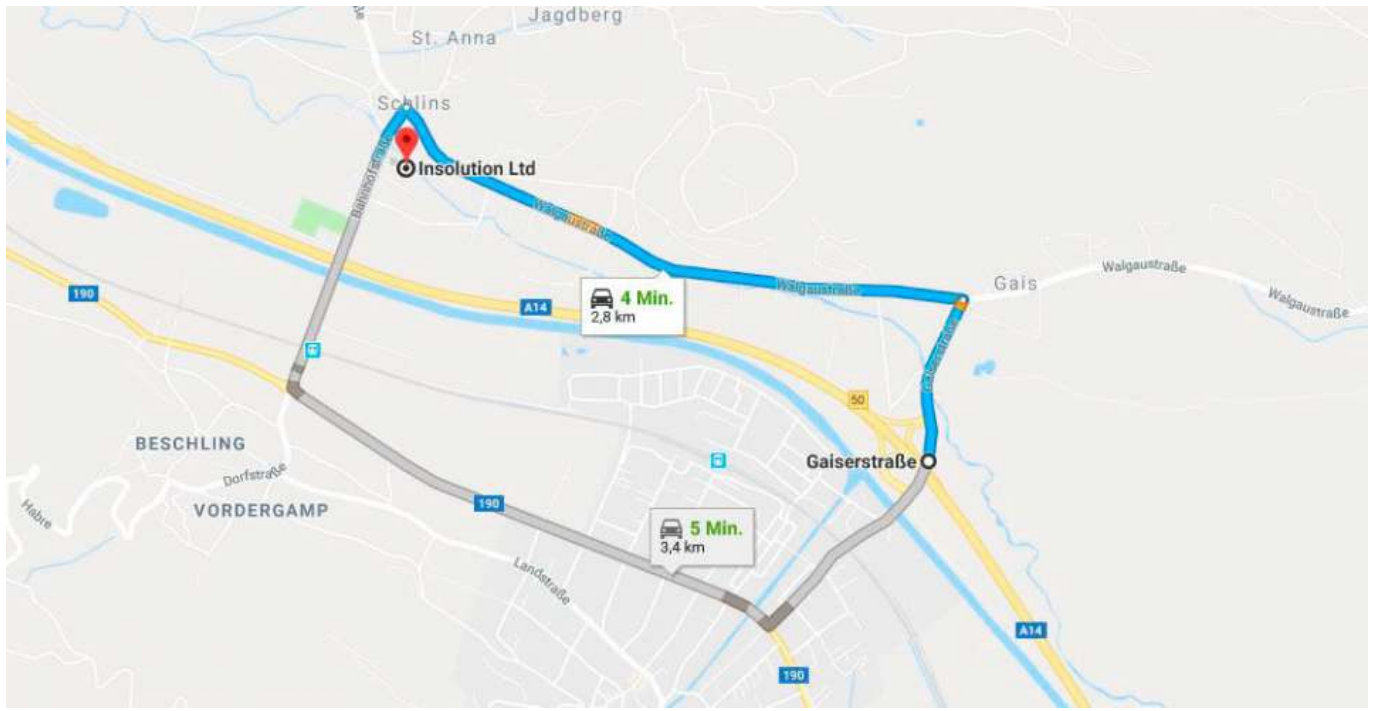 Jagdberg
St. Anna
Schlins
Insolution Ltd
Bahnhofstraße
Walgaustraße
Walgaustraße
Gais
Walgaustraße
Walgaustraße
190
A14
4 Min.
2,8 km
Gaiserstraße
50
BESCHLING
Gaiserstraße
Dorfstraße
190
VORDERGAMP
Habre
5 Min.
3,4 km
Landstraße
A14
190